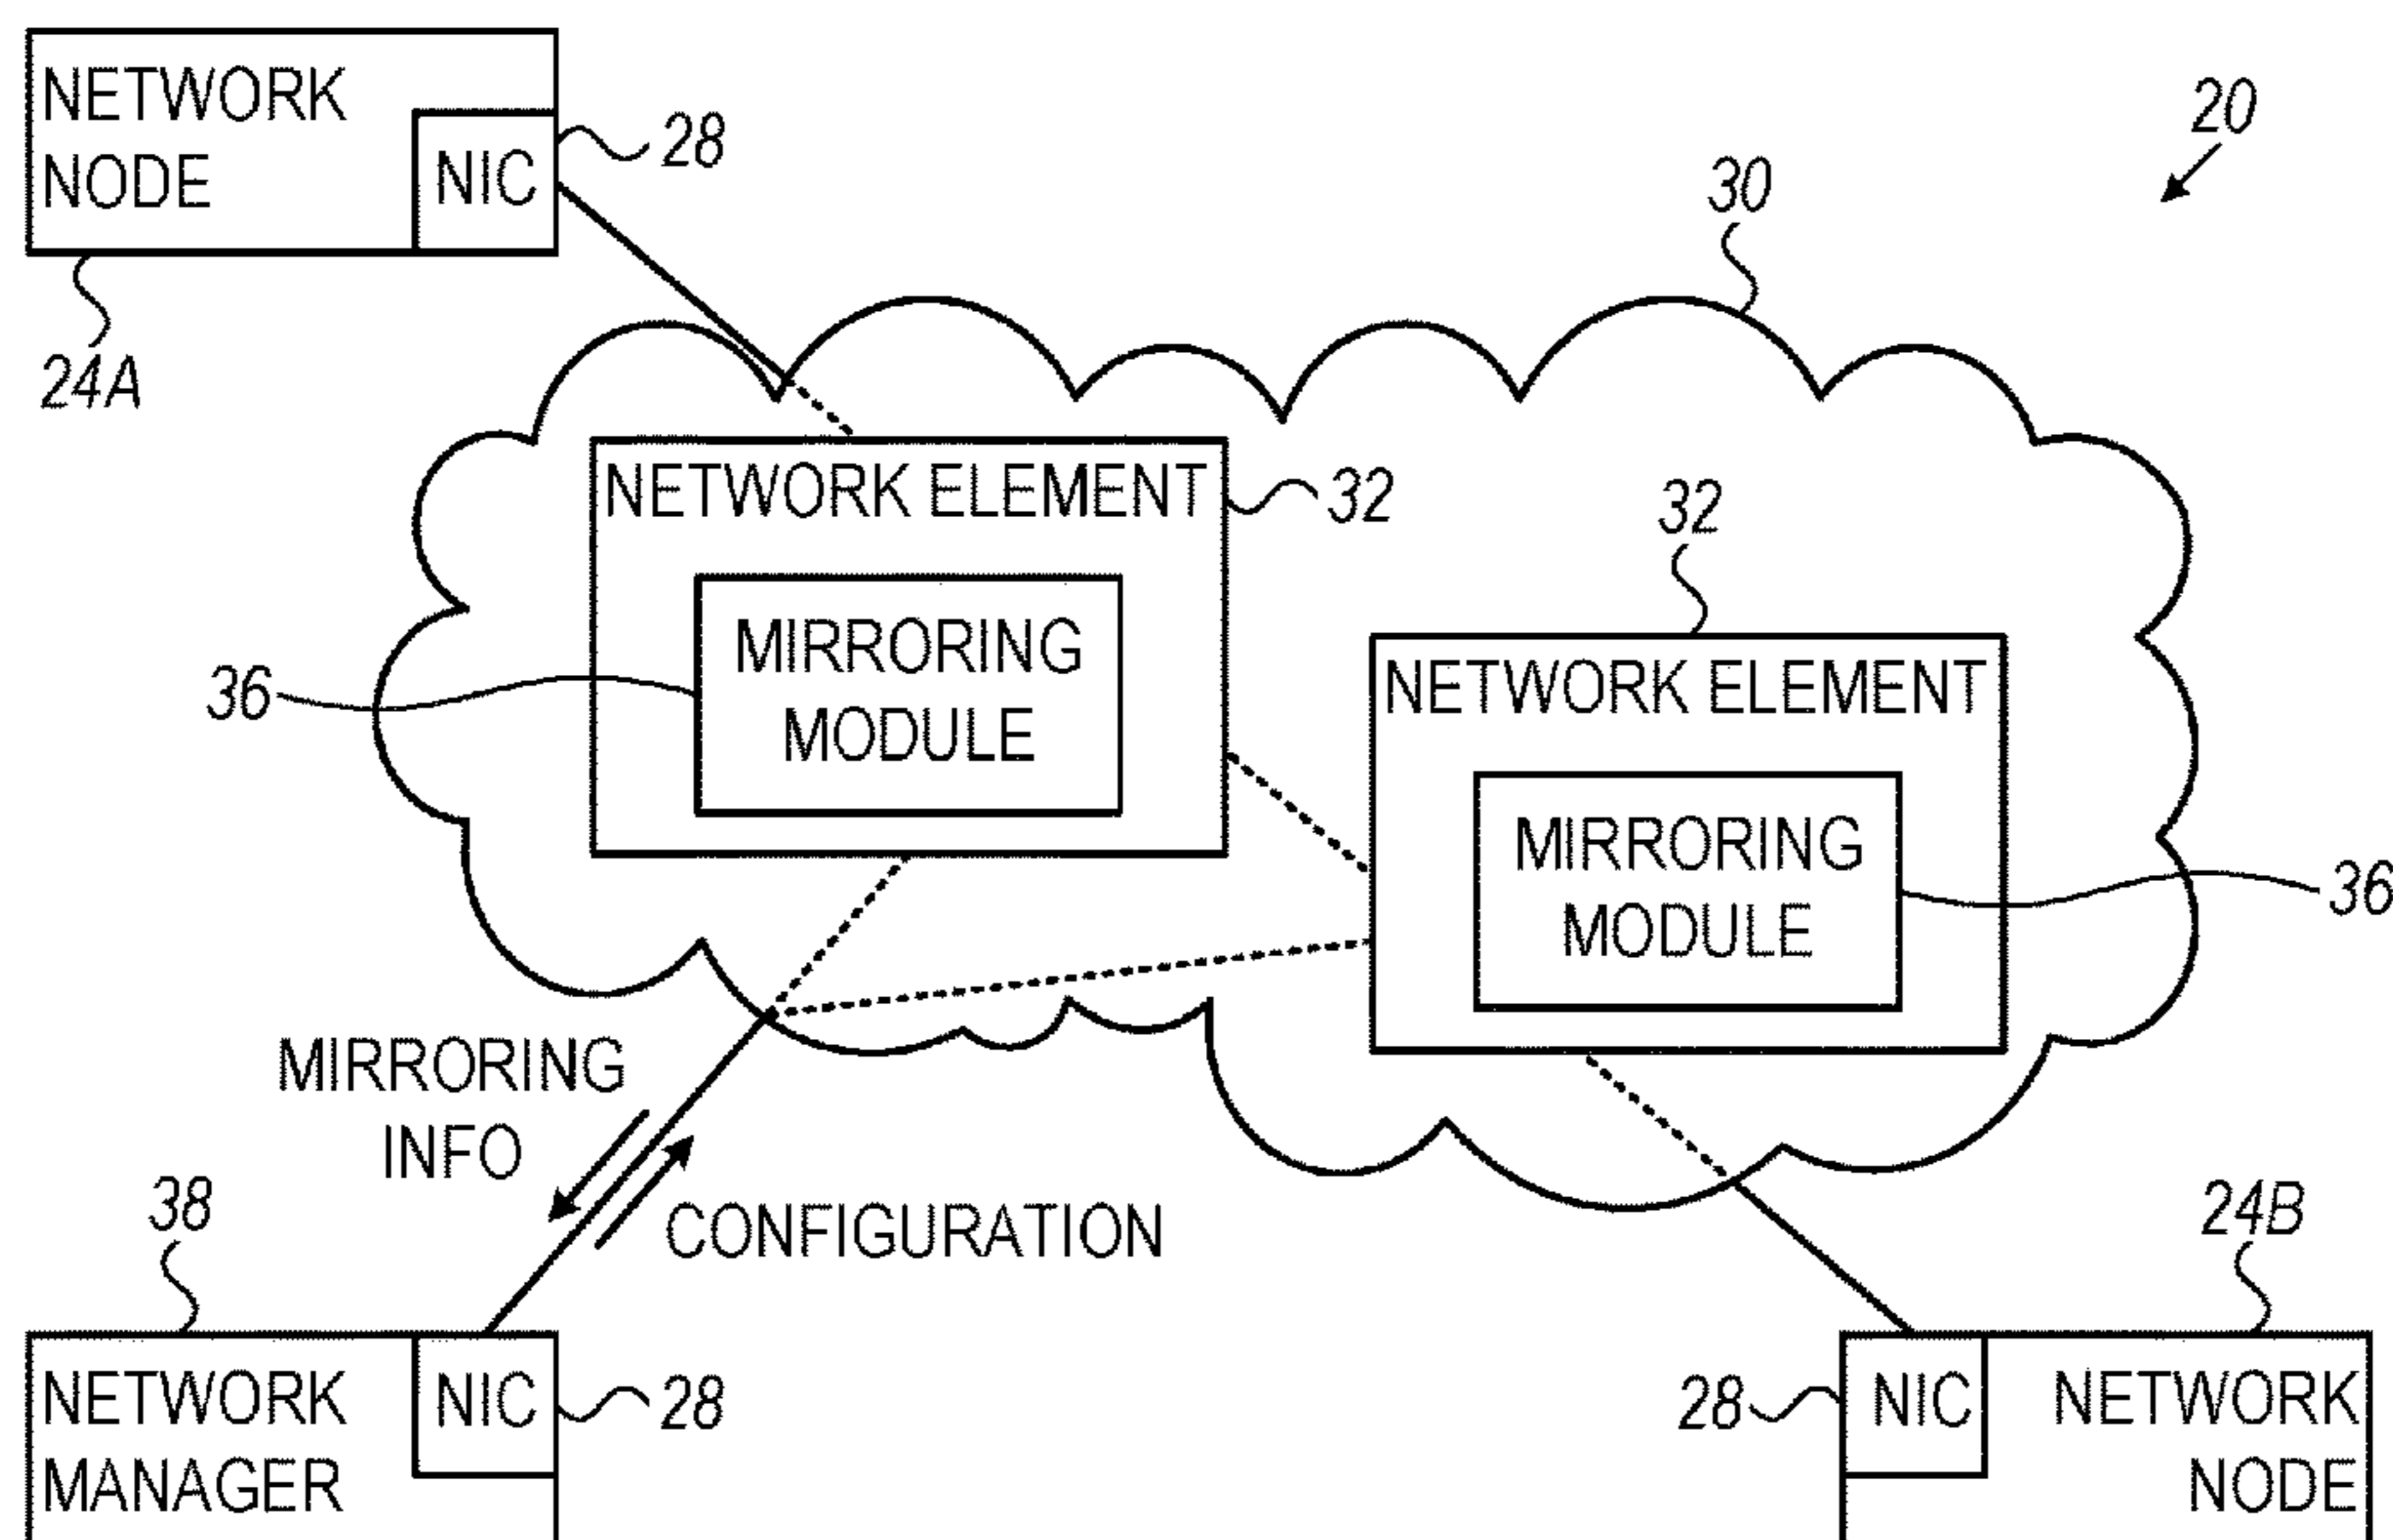 NETWORK
NODE
NIC
28
20
30
24A
NETWORK ELEMENT
32
32
MIRRORING
MODULE
36
NETWORK ELEMENT
MIRRORING
MODULE
36
MIRRORING
INFO
CONFIGURATION
38
24B
NETWORK
MANAGER
NIC
28
28
NIC
NETWORK
NODE